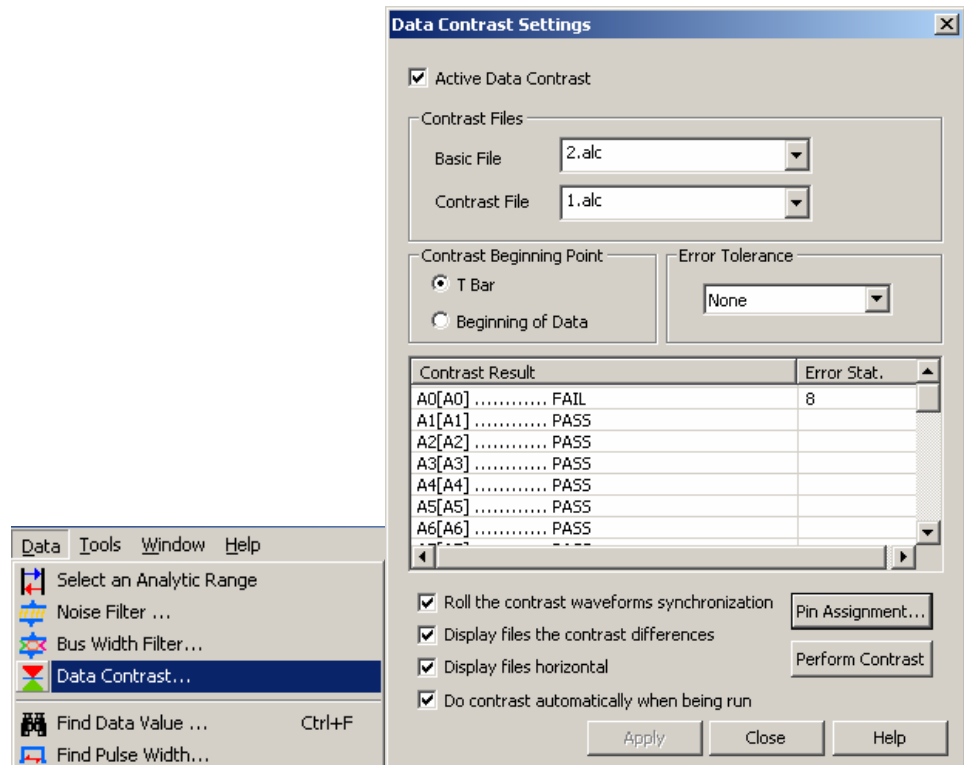 Data Contrast Settings
Active Data Contrast
Contrast Files
Basic File 2.alc
Contrast File 1.alc
Contrast Beginning Point Error Tolerance
T Bar
None
Beginning of Data
Contrast Result Error Stat.
A0[A0] ............ FAIL 8
A1[A1] ............ PASS
A2[A2] ............ PASS
A3[A3] ............ PASS
A4[A4] ............ PASS
A5[A5] ............ PASS
A6[A6] ............ PASS
Roll the contrast waveforms synchronization
Pin Assignment...
Display files the contrast differences
Display files horizontal
Perform Contrast
Do contrast automatically when being run
Apply Close Help
Data Tools Window Help
Select an Analytic Range
Noise Filter ...
Bus Width Filter...
Data Contrast...
Find Data Value ... Ctrl+F
Find Pulse Width...